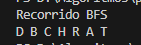 Recorrido BFS
D B C H R A T